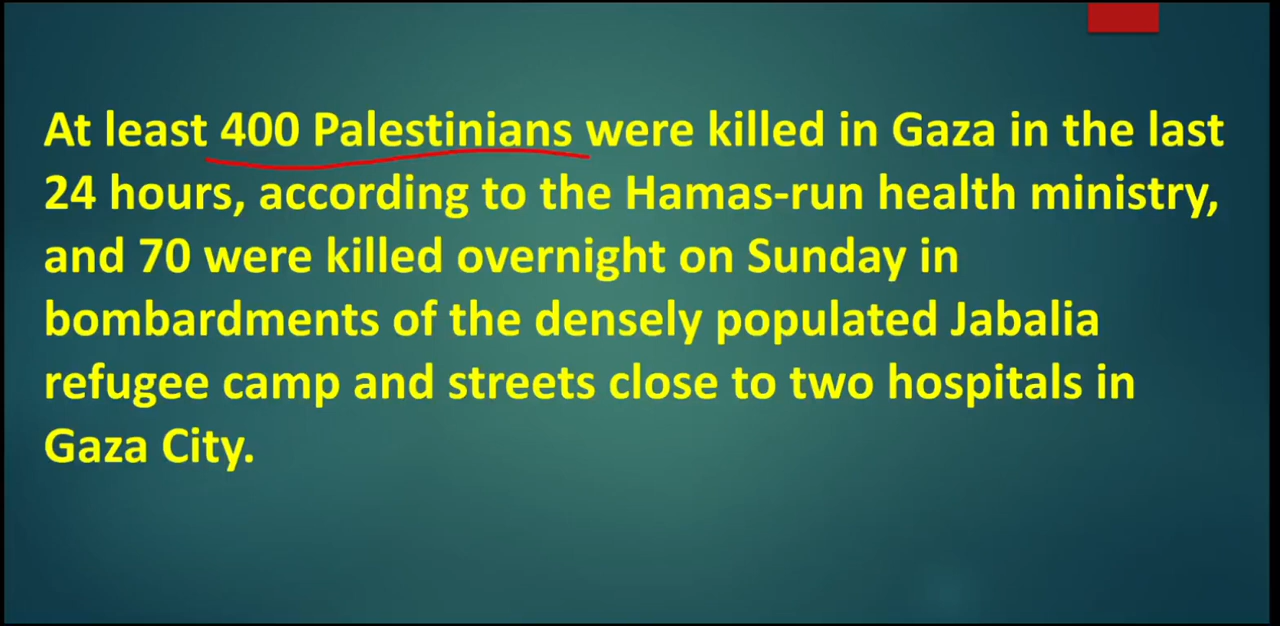 At least 400 Palestinians were killed in Gaza in the last
24 hours, according to the Hamas-run health ministry,
and 70 were killed overnight on Sunday in
bombardments of the densely populated Jabalia
refugee camp and streets close to two hospitals in
Gaza City.